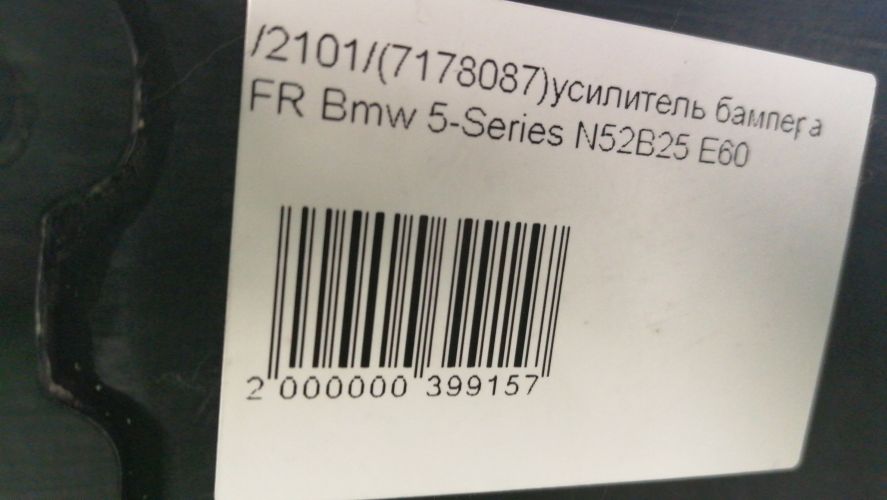 /2101/(7178087)усилитель бампера
FR Bmw 5-Series N52B25 E60
2 000000 399157